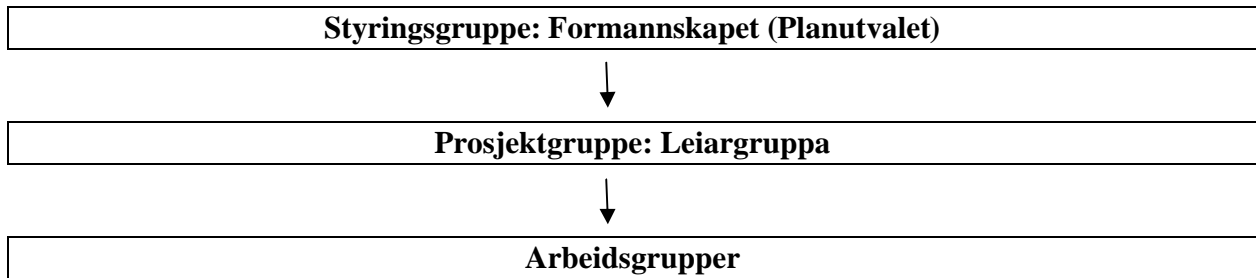 Styringsgruppe: Formannskapet (Planutvalet)
Prosjektgruppe: Leiargruppa
Arbeidsgrupper